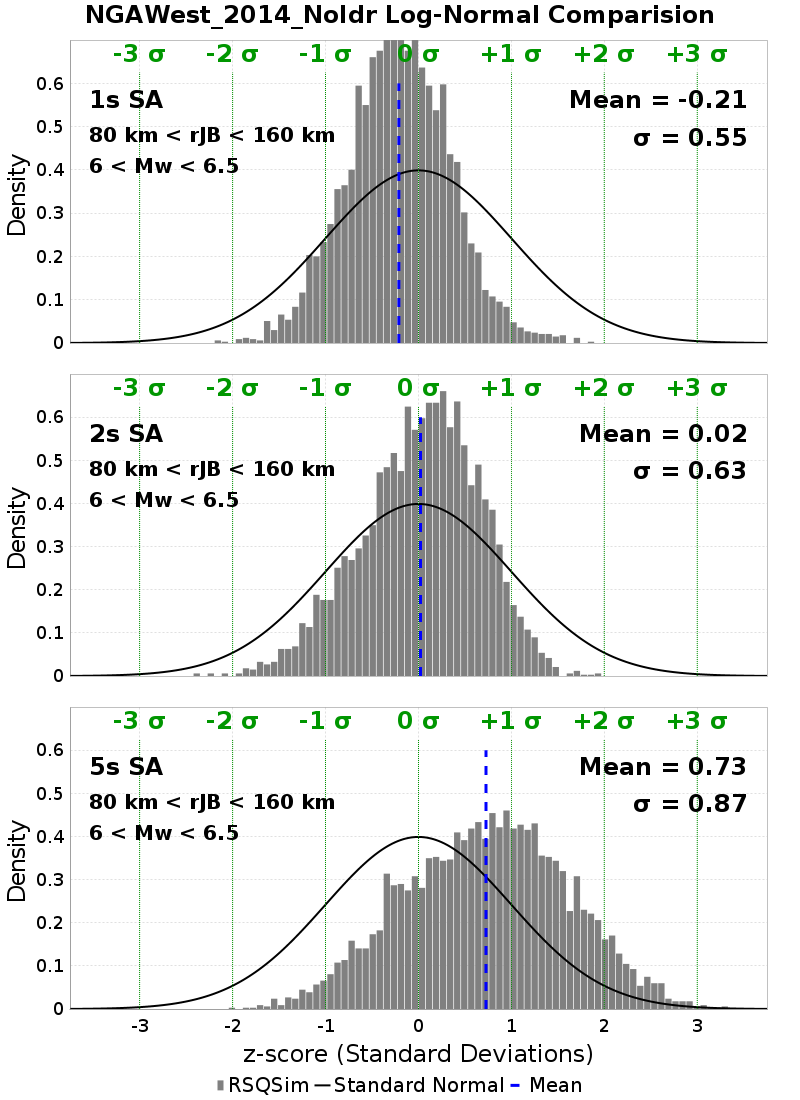 NGAWest_2014_NoIdr Log-Normal Comparision
-3 σ -2 σ -1 σ 0 σ +1 σ +2 σ +3 σ
1s SA Mean = -0.21
80 km < rJB < 160 km σ = 0.55
6 < Mw < 6.5
Density
0.6
0.5
0.4
0.3
0.2
0.1
0
-3 σ -2 σ -1 σ 0 σ +1 σ +2 σ +3 σ
2s SA Mean = 0.02
80 km < rJB < 160 km σ = 0.63
6 < Mw < 6.5
Density
0.6
0.5
0.4
0.3
0.2
0.1
0
-3 σ -2 σ -1 σ 0 σ +1 σ +2 σ +3 σ
5s SA Mean = 0.73
80 km < rJB < 160 km σ = 0.87
6 < Mw < 6.5
Density
0.6
0.5
0.4
0.3
0.2
0.1
0
-3 -2 -1 0 1 2 3
z-score (Standard Deviations)
RSQSim Standard Normal Mean